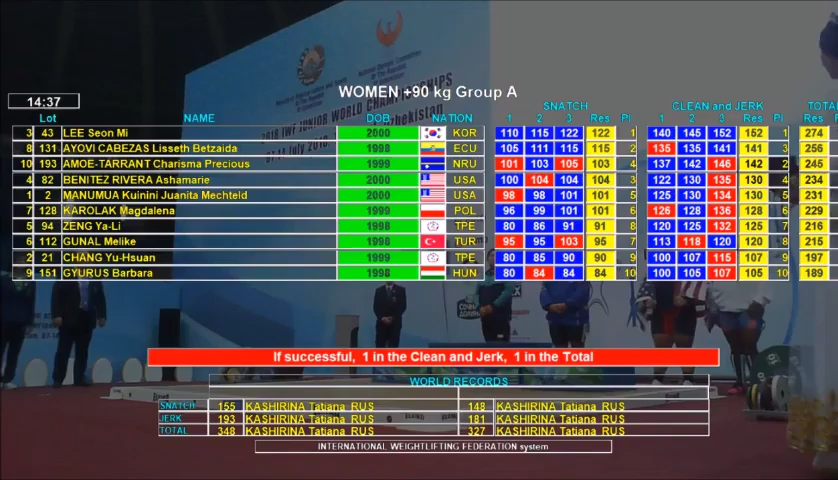 2018 IWF JUNIOR WORLD CHAMPIONSHIPS
WOMEN +90 kg Group A
14:37
SNATCH CLEAN and JERK TOTAL
Lot NAME DOB NATION 1 2 3 Res Pl 1 2 3 Res Pl Res
3 43 LEE Seon Mi 2000 KOR 110 115 122 122 1 140 145 152 152 1 274
8 131 AYOVI CABEZAS Lisseth Betzaida 1998 ECU 105 111 115 115 2 135 135 141 141 3 256
10 193 AMOE-TARRANT Charisma Precious 1999 NRU 101 103 105 103 4 137 142 146 142 2 245
4 82 BENITEZ RIVERA Ashamarie 2000 USA 100 104 104 104 3 122 130 135 130 4 234
1 2 MANUMUA Kuinini Juanita Mechteld 2000 USA 98 98 101 101 5 125 130 134 130 5 231
7 128 KAROLAK Magdalena 1999 POL 96 99 101 101 6 126 128 136 128 6 229
5 94 ZENG Ya-Li 1999 TPE 80 86 91 91 8 120 125 132 125 7 216
6 112 GUNAL Melike 1998 TUR 95 95 103 95 7 113 118 120 120 8 215
2 21 CHANG Yu-Hsuan 1999 TPE 80 85 90 90 9 100 107 115 107 9 197
9 151 GYURUS Barbara 1998 HUN 80 84 84 84 10 100 105 107 105 10 189
If successful, 1 in the Clean and Jerk, 1 in the Total
WORLD RECORDS
SNATCH 155 KASHIRINA Tatiana RUS 148 KASHIRINA Tatiana RUS
JERK 193 KASHIRINA Tatiana RUS 181 KASHIRINA Tatiana RUS
TOTAL 348 KASHIRINA Tatiana RUS 327 KASHIRINA Tatiana RUS
INTERNATIONAL WEIGHTLIFTING FEDERATION system